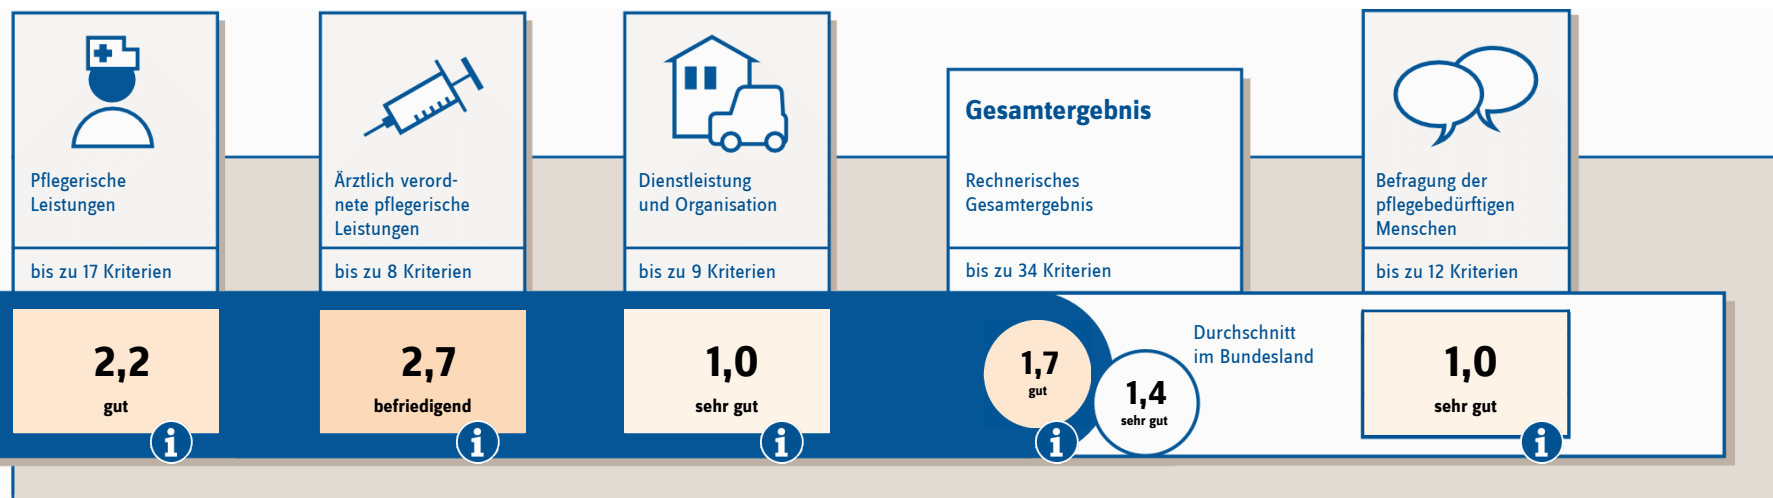 Pflegerische
Leistungen
bis zu 17 Kriterien
2,2
gut
i
Ärztlich verord-
nete pflegerische
Leistungen
bis zu 8 Kriterien
2,7
befriedigend
i
Dienstleistung
und Organisation
bis zu 9 Kriterien
1,0
sehr gut
i
Gesamtergebnis
Rechnerisches
Gesamtergebnis
bis zu 34 Kriterien
1,7
gut
i
1,4
sehr gut
Durchschnitt
im Bundesland
Befragung der
pflegebedürftigen
Menschen
bis zu 12 Kriterien
1,0
sehr gut
i